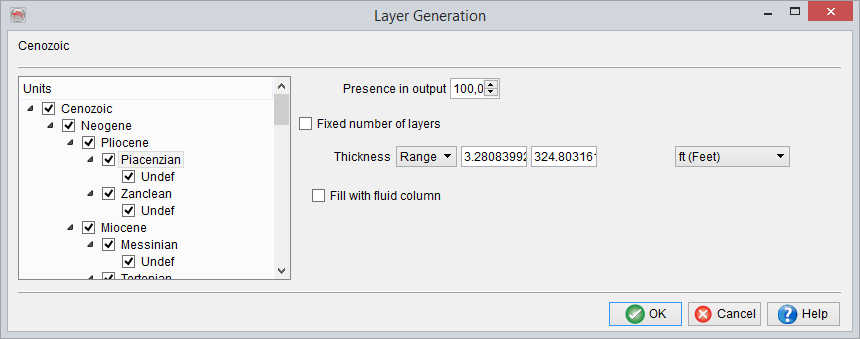 Layer Generation
Cenozoic
Units
Cenozoic
Neogene
Pliocene
Piacenzian
Undef
Zanclean
Undef
Miocene
Messinian
Undef
Tortonian
Presence in output 100,0
Fixed number of layers
Thickness Range 3.28083992 324.803161 ft (Feet)
Fill with fluid column
OK Cancel Help